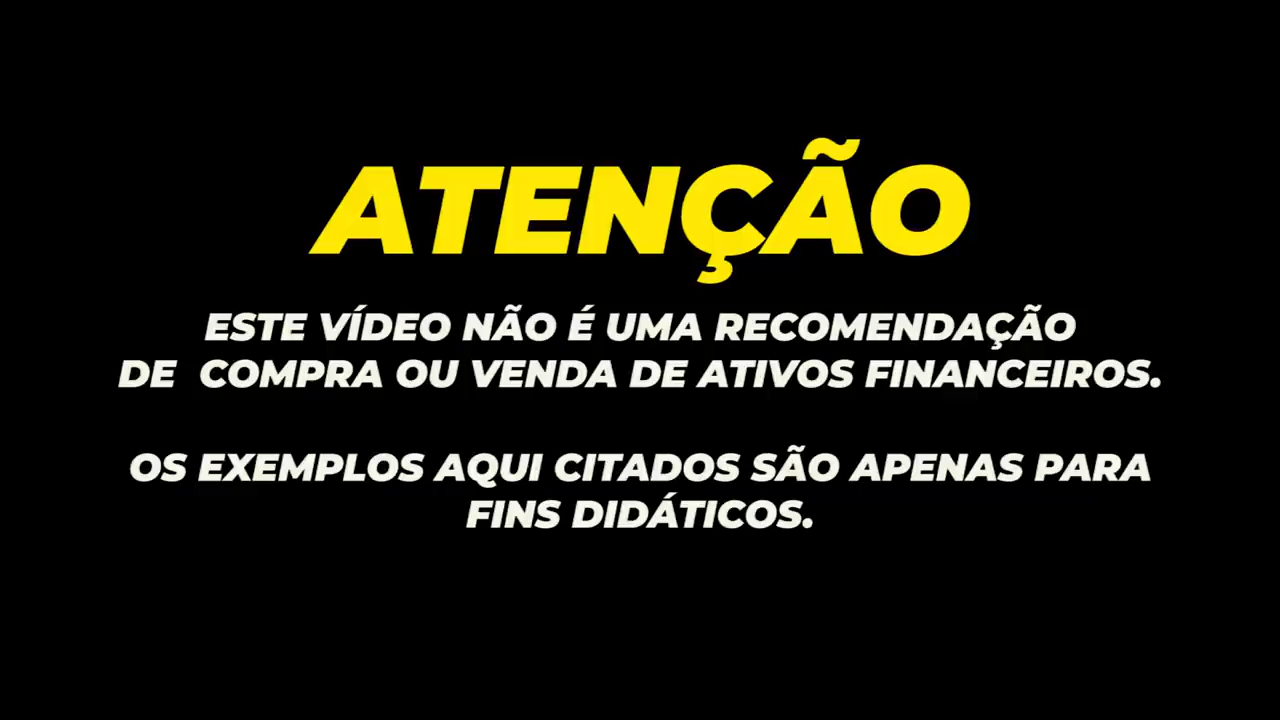 ATENÇÃO
ESTE VÍDEO NÃO É UMA RECOMENDAÇÃO
DE COMPRA OU VENDA DE ATIVOS FINANCEIROS.
OS EXEMPLOS AQUI CITADOS SÃO APENAS PARA
FINS DIDÁTICOS.